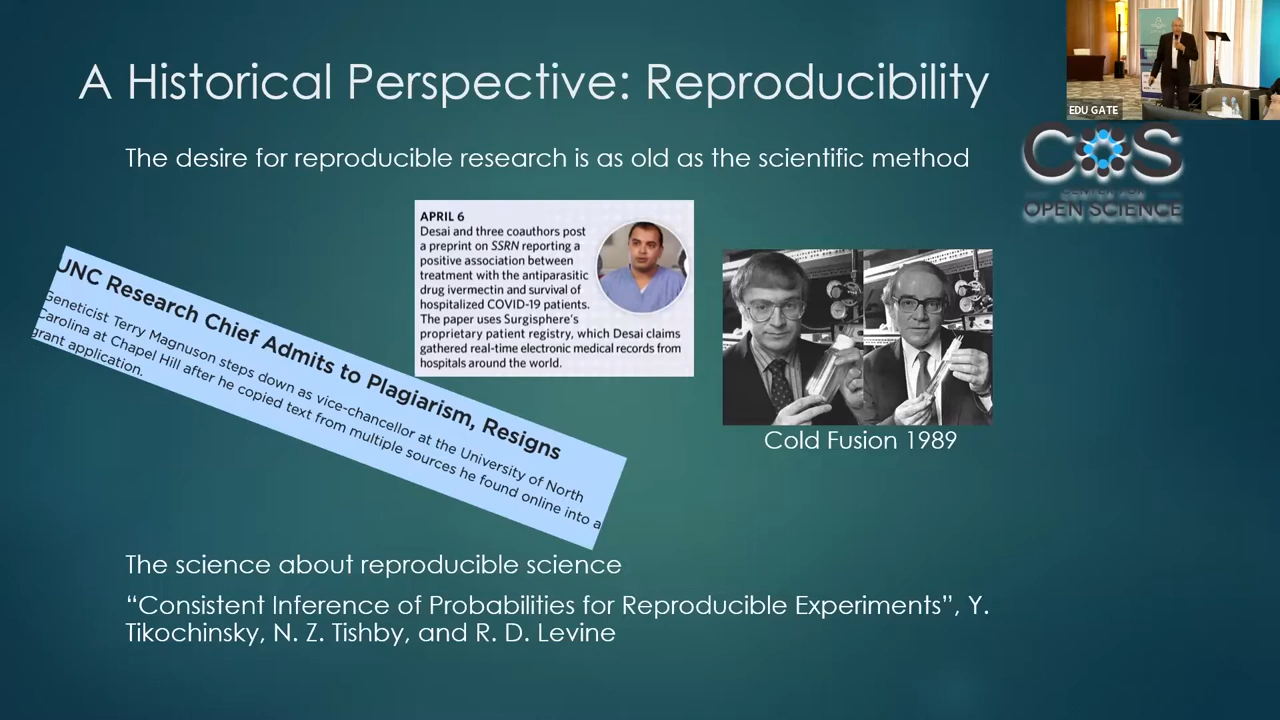 A Historical Perspective: Reproducibility
EDU GATE
The desire for reproducible research is as old as the scientific method
COS
CENTER FOR
OPEN SCIENCE
APRIL 6
Desai and three coauthors post
a preprint on SSRN reporting a
positive association between
treatment with the antiparasitic
drug ivermectin and survival of
hospitalized COVID-19 patients.
The paper uses Surgisphere’s
proprietary patient registry, which Desai claims
gathered real-time electronic medical records from
hospitals around the world.
UNC Research Chief Admits to Plagiarism, Resigns
Geneticist Terry Magnuson steps down as vice-chancellor at the University of North
Carolina at Chapel Hill after he copied text from multiple sources he found online into a
grant application.
Cold Fusion 1989
The science about reproducible science
“Consistent Inference of Probabilities for Reproducible Experiments”, Y.
Tikochinsky, N. Z. Tishby, and R. D. Levine